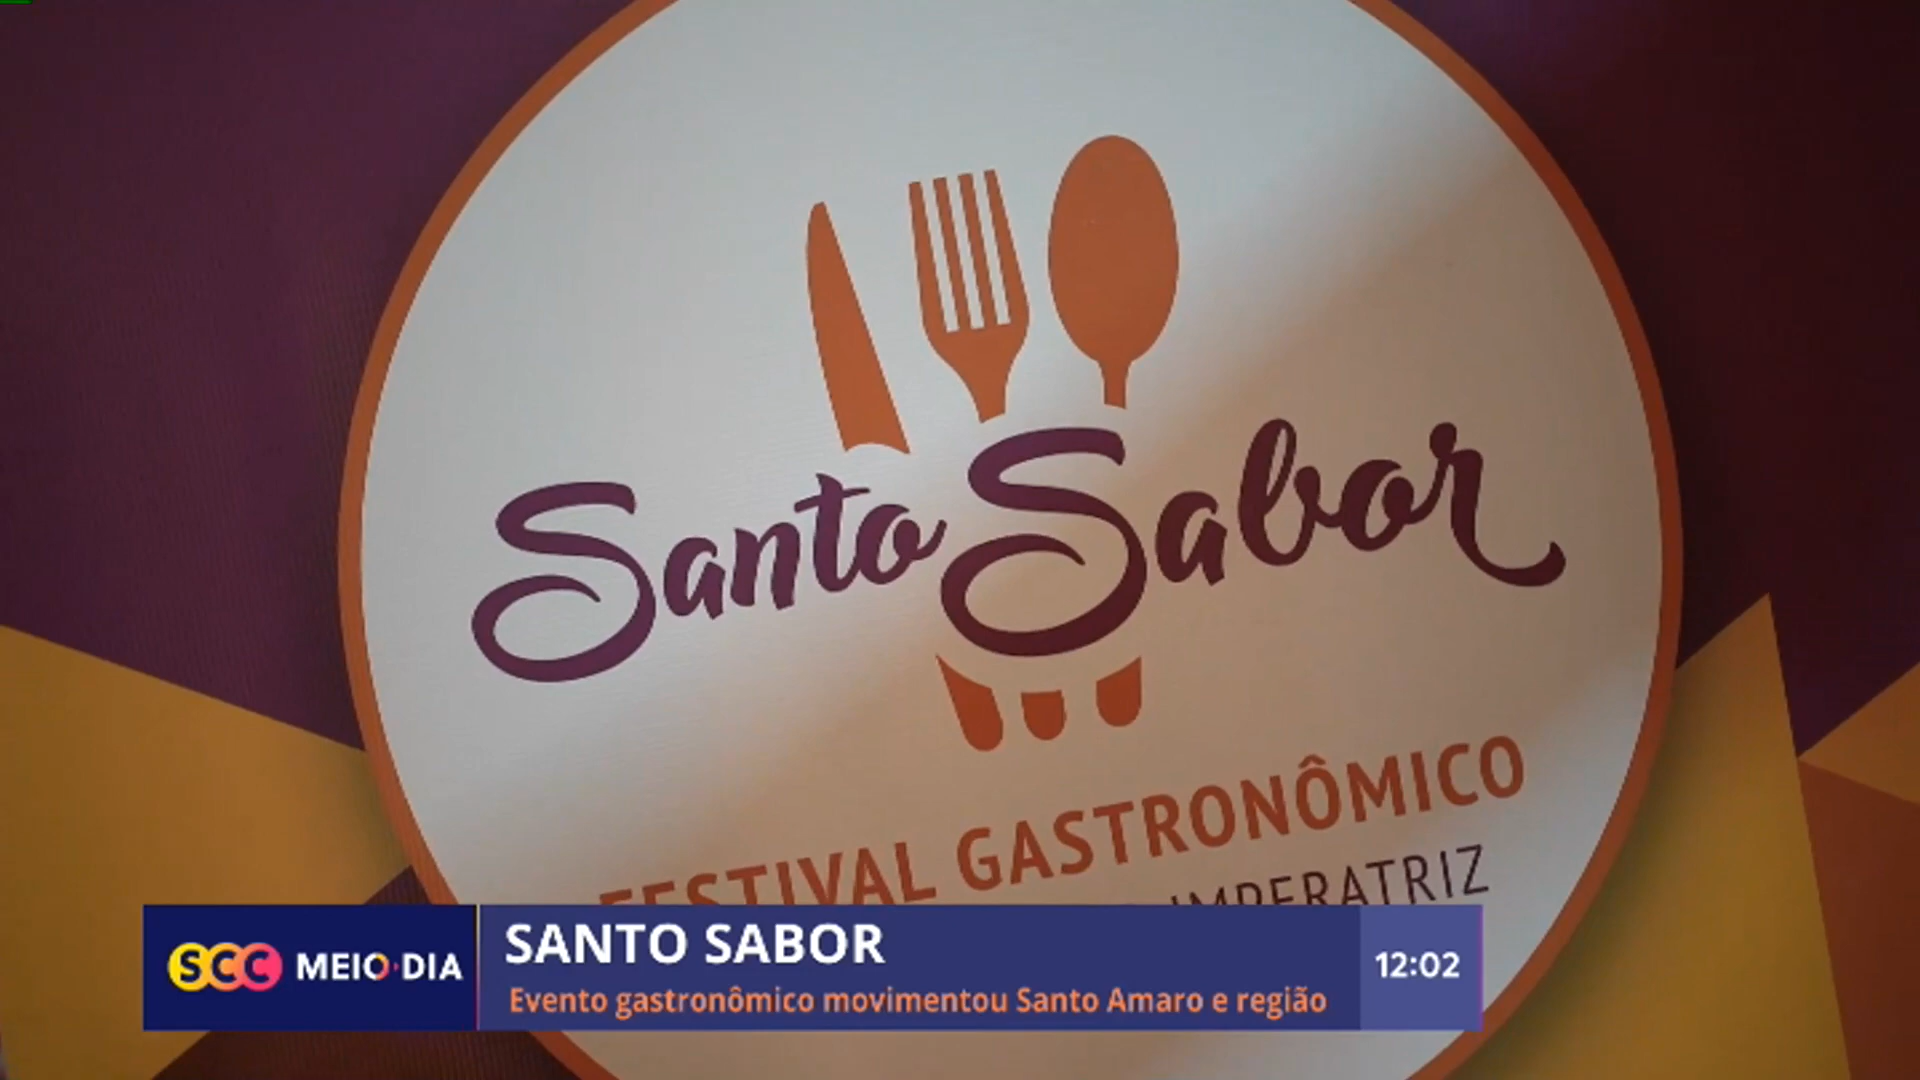 Santo Sabor
FESTIVAL GASTRONÔMICO
IMPERATRIZ
SCC MEIO-DIA
SANTO SABOR
Evento gastronômico movimentou Santo Amaro e região
12:02